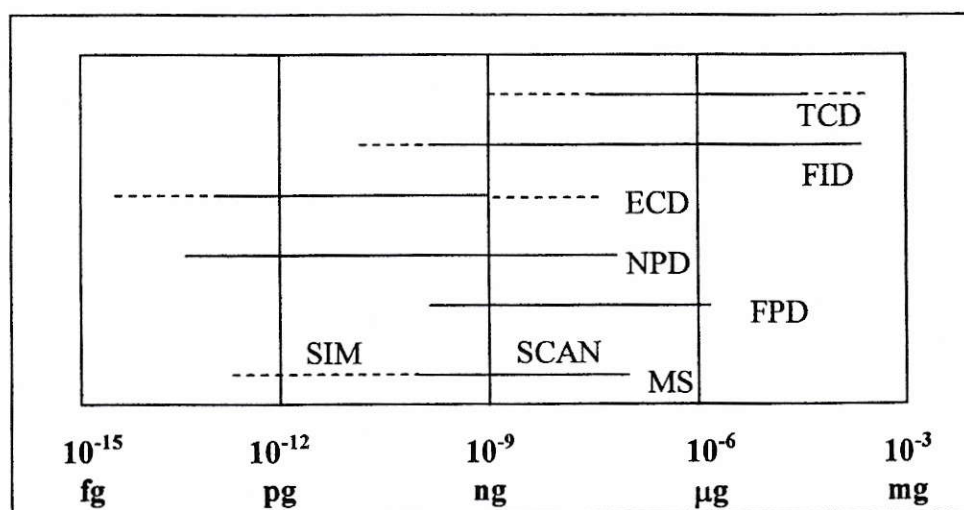 TCD
FID
ECD
NPD
FPD
SIM SCAN
MS
10⁻¹⁵ 10⁻¹² 10⁻⁹ 10⁻⁶ 10⁻³
fg pg ng μg mg